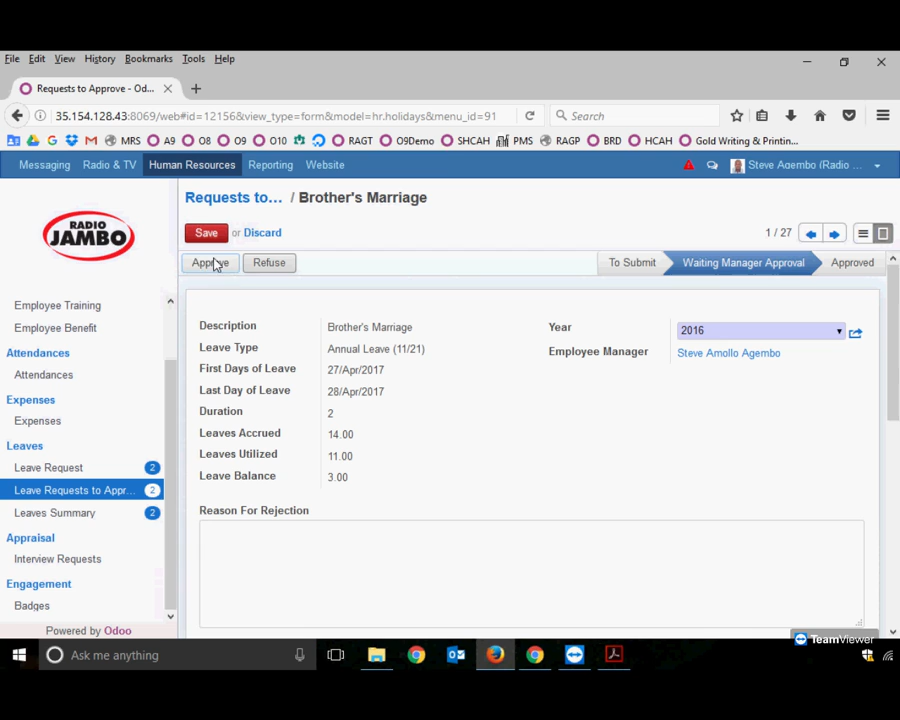 File Edit View History Bookmarks Tools Help
Requests to Approve - Od...
35.154.128.43:8069/web#id=12156&view_type=form&model=hr.holidays&menu_id=91 Search
MRS A9 O8 O9 O10 RAGT O9Demo SHCAH PMS RAGP BRD HCAH Gold Writing & Printin...
Messaging Radio & TV Human Resources Reporting Website Steve Agembo (Radio ...
RADIO
JAMBO
Requests to... / Brother's Marriage
Save or Discard 1 / 27
Approve Refuse To Submit Waiting Manager Approval Approved
Employee Training
Employee Benefit
Attendances
Attendances
Expenses
Expenses
Leaves
Leave Request 2
Leave Requests to Appr... 2
Leaves Summary 2
Appraisal
Interview Requests
Engagement
Badges
Powered by Odoo
Description Brother's Marriage
Leave Type Annual Leave (11/21)
First Days of Leave 27/Apr/2017
Last Day of Leave 28/Apr/2017
Duration 2
Leaves Accrued 14.00
Leaves Utilized 11.00
Leave Balance 3.00
Year 2016
Employee Manager Steve Amollo Agembo
Reason For Rejection
TeamViewer
Ask me anything